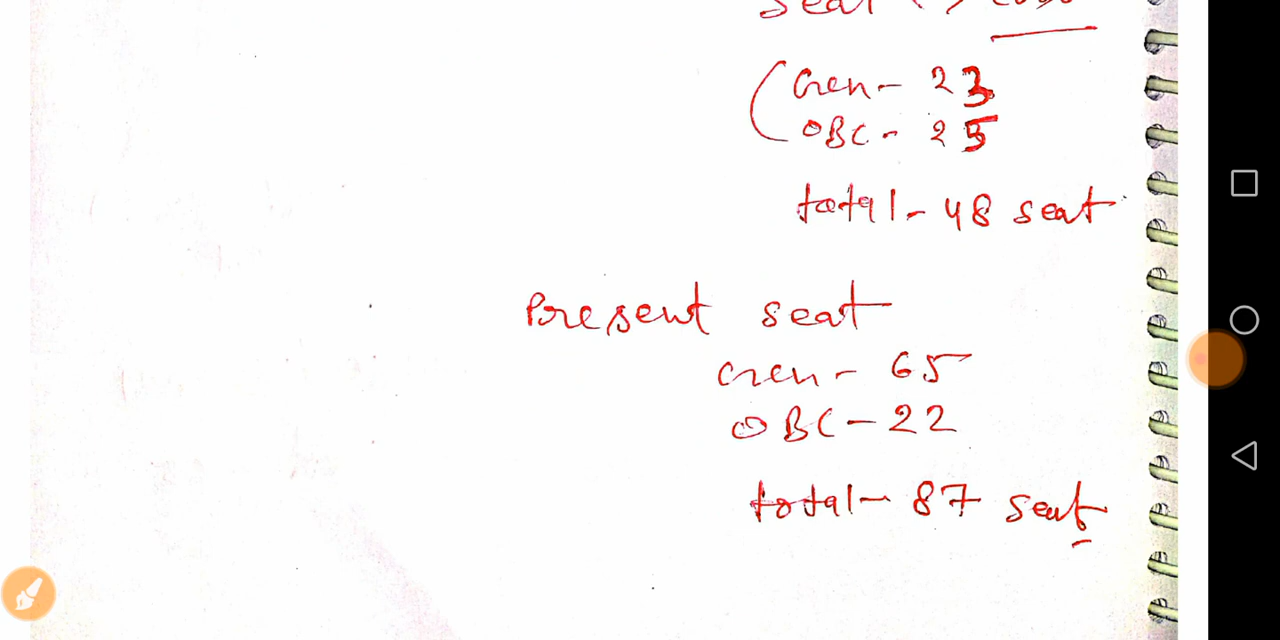 Gen - 23
OBC - 25
total - 48 seat
Present seat
Gen - 65
OBC - 22
total - 87 seat